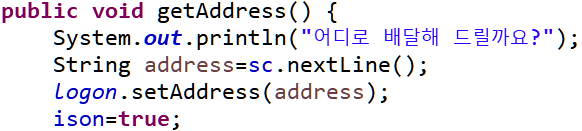 public void getAddress() {
    System.out.println("어디로 배달해 드릴까요?");
    String address=sc.nextLine();
    logon.setAddress(address);
    ison=true;